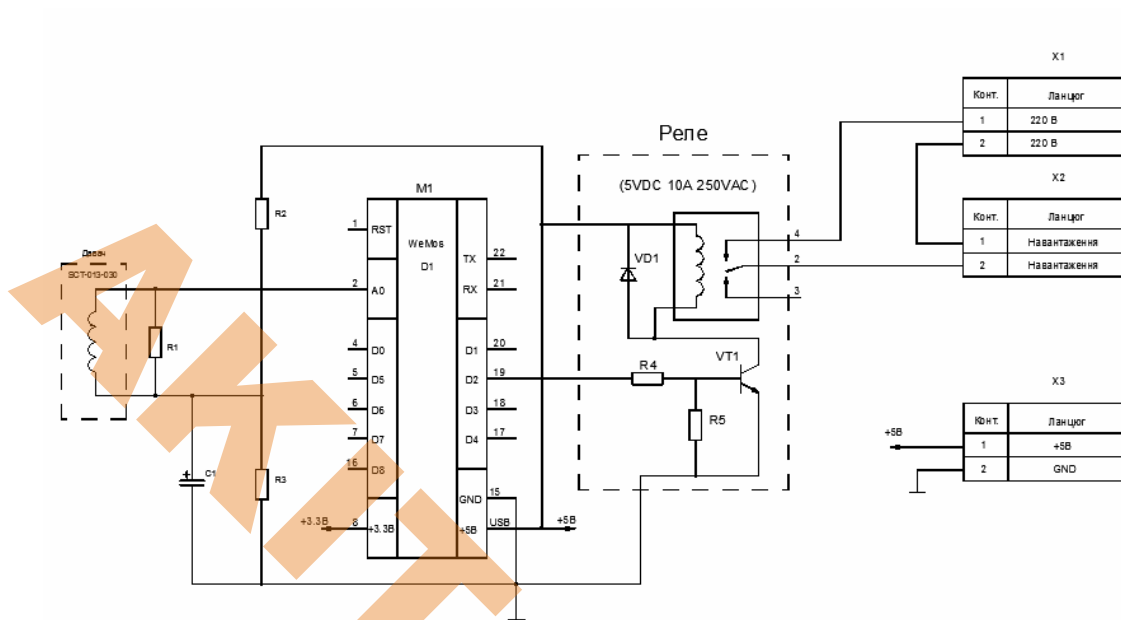 X1
Конт. Ланцюг
1 220 В
2 220 В
X2
Конт. Ланцюг
1 Навантаження
2 Навантаження
X3
Конт. Ланцюг
1 +5В
2 GND
+5В
Реле
(5VDC 10A 250VAC)
VD1
4
2
3
VT1
R4
R5
M1
WeMos
D1
1 RST
2 A0
4 D0
5 D5
6 D6
7 D7
16 D8
8 +3.3В
+3.3В
TX 22
RX 21
D1 20
D2 19
D3 18
D4 17
GND 15
+5В USB
+5В
R2
Давач
SCT-013-030
R1
+
C1
R3
АКІТ